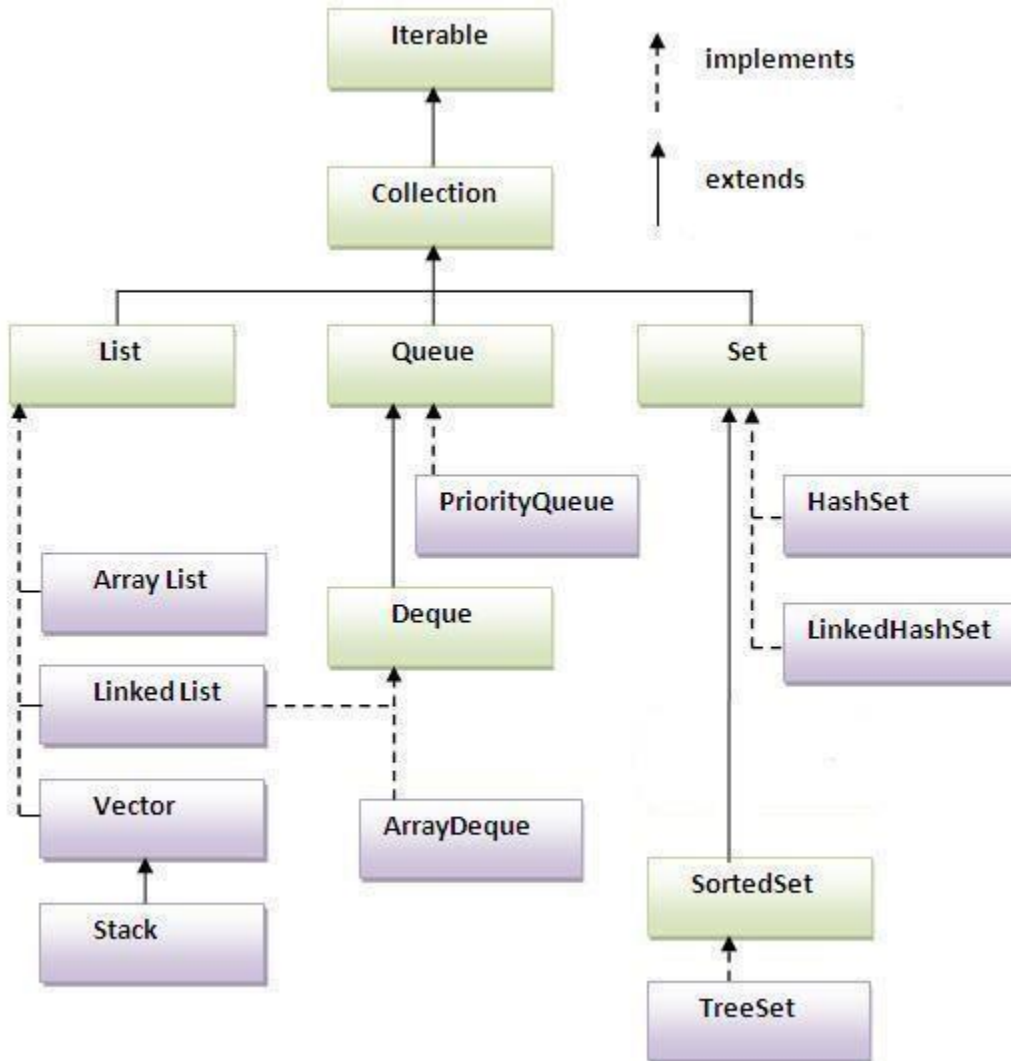 Iterable
implements
extends
Collection
List
Queue
Set
PriorityQueue
HashSet
Array List
Deque
LinkedHashSet
Linked List
Vector
ArrayDeque
SortedSet
Stack
TreeSet